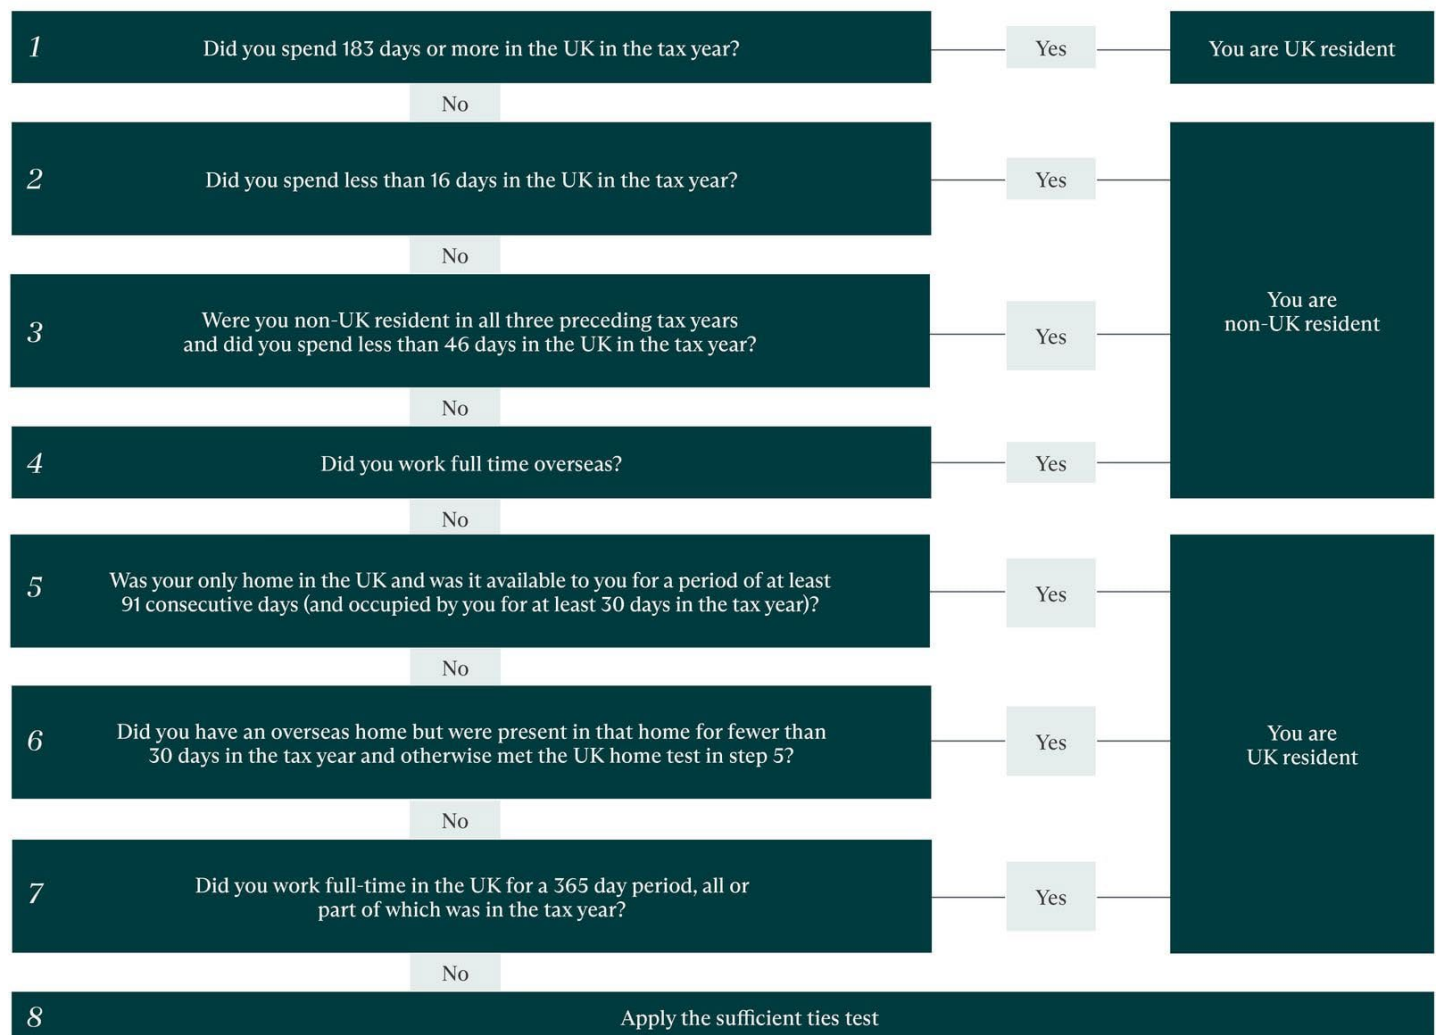 1
Did you spend 183 days or more in the UK in the tax year?
Yes
You are UK resident
No
2
Did you spend less than 16 days in the UK in the tax year?
Yes
No
3
Were you non-UK resident in all three preceding tax years
and did you spend less than 46 days in the UK in the tax year?
Yes
You are
non-UK resident
No
4
Did you work full time overseas?
Yes
No
5
Was your only home in the UK and was it available to you for a period of at least
91 consecutive days (and occupied by you for at least 30 days in the tax year)?
Yes
No
6
Did you have an overseas home but were present in that home for fewer than
30 days in the tax year and otherwise met the UK home test in step 5?
Yes
You are
UK resident
No
7
Did you work full-time in the UK for a 365 day period, all or
part of which was in the tax year?
Yes
No
8
Apply the sufficient ties test